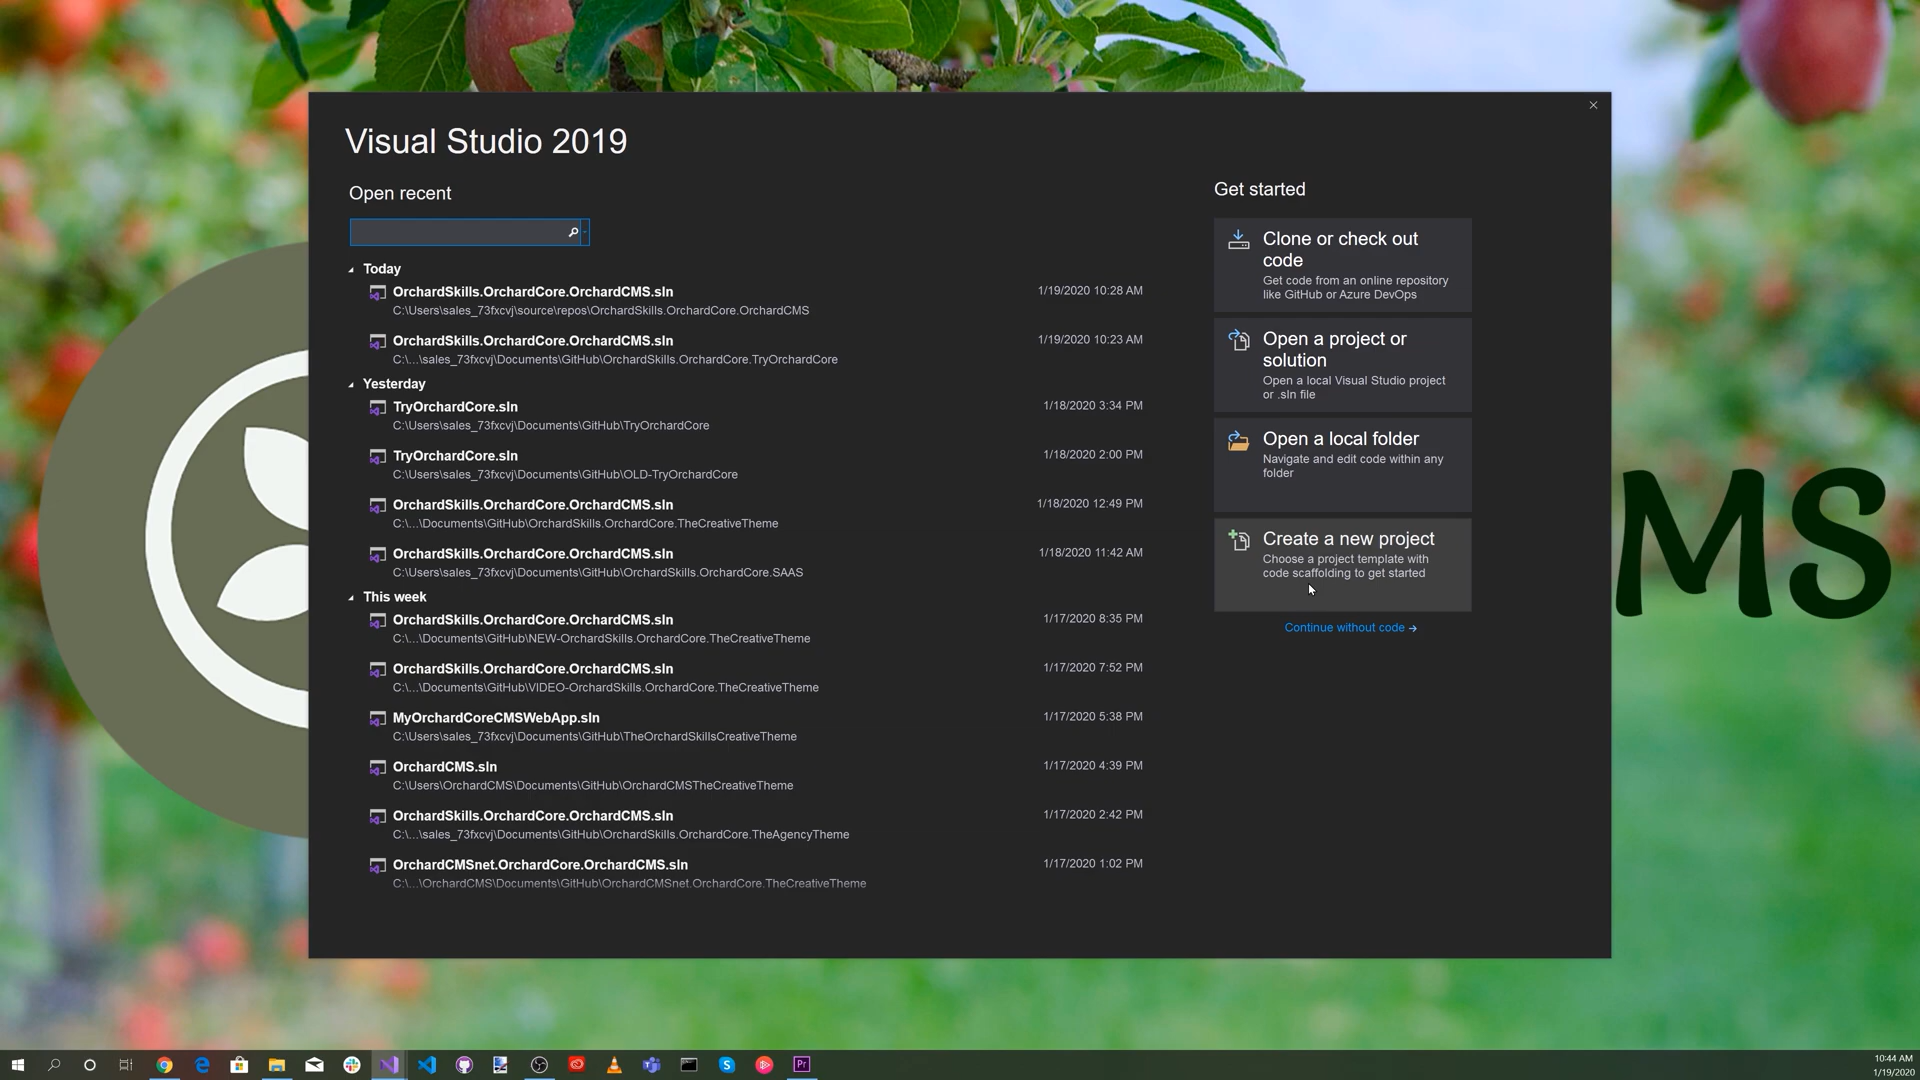 Visual Studio 2019
Open recent
Today
OrchardSkills.OrchardCore.OrchardCMS.sln
1/19/2020 10:28 AM
C:\Users\sales_73fxcvj\source\repos\OrchardSkills.OrchardCore.OrchardCMS
OrchardSkills.OrchardCore.OrchardCMS.sln
1/19/2020 10:23 AM
C:\...\sales_73fxcvj\Documents\GitHub\OrchardSkills.OrchardCore.TryOrchardCore
Yesterday
TryOrchardCore.sln
1/18/2020 3:34 PM
C:\Users\sales_73fxcvj\Documents\GitHub\TryOrchardCore
TryOrchardCore.sln
1/18/2020 2:00 PM
C:\Users\sales_73fxcvj\Documents\GitHub\OLD-TryOrchardCore
OrchardSkills.OrchardCore.OrchardCMS.sln
1/18/2020 12:49 PM
C:\...\Documents\GitHub\OrchardSkills.OrchardCore.TheCreativeTheme
OrchardSkills.OrchardCore.OrchardCMS.sln
1/18/2020 11:42 AM
C:\Users\sales_73fxcvj\Documents\GitHub\OrchardSkills.OrchardCore.SAAS
This week
OrchardSkills.OrchardCore.OrchardCMS.sln
1/17/2020 8:35 PM
C:\...\Documents\GitHub\NEW-OrchardSkills.OrchardCore.TheCreativeTheme
OrchardSkills.OrchardCore.OrchardCMS.sln
1/17/2020 7:52 PM
C:\...\Documents\GitHub\VIDEO-OrchardSkills.OrchardCore.TheCreativeTheme
MyOrchardCoreCMSWebApp.sln
1/17/2020 5:38 PM
C:\Users\sales_73fxcvj\Documents\GitHub\TheOrchardSkillsCreativeTheme
OrchardCMS.sln
1/17/2020 4:39 PM
C:\Users\OrchardCMS\Documents\GitHub\OrchardCMSTheCreativeTheme
OrchardSkills.OrchardCore.OrchardCMS.sln
1/17/2020 2:42 PM
C:\...\sales_73fxcvj\Documents\GitHub\OrchardSkills.OrchardCore.TheAgencyTheme
OrchardCMSnet.OrchardCore.OrchardCMS.sln
1/17/2020 1:02 PM
C:\...\OrchardCMS\Documents\GitHub\OrchardCMSnet.OrchardCore.TheCreativeTheme
Get started
Clone or check out
code
Get code from an online repository
like GitHub or Azure DevOps
Open a project or
solution
Open a local Visual Studio project
or .sln file
Open a local folder
Navigate and edit code within any
folder
Create a new project
Choose a project template with
code scaffolding to get started
Continue without code →
MS
Pr
10:44 AM
1/19/2020